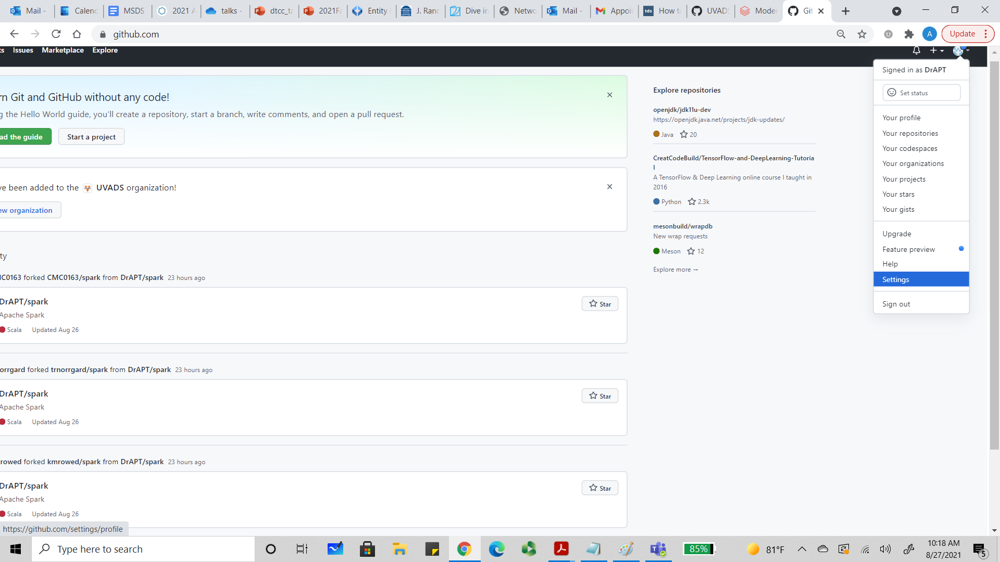 Mail -
Calend
MSDS
2021 A
talks -
dtcc_ta
2021Fa
Entity
J. Ranc
Dive in
Netwo
Mail -
Appoi
tds
How to
UVADS
Moder
Git
github.com
A
Update
ts Issues Marketplace Explore
Signed in as DrAPT
Set status
Your profile
Your repositories
Your codespaces
Your organizations
Your projects
Your stars
Your gists
Upgrade
Feature preview
Help
Settings
Sign out
rn Git and GitHub without any code!
g the Hello World guide, you’ll create a repository, start a branch, write comments, and open a pull request.
ad the guide
Start a project
ve been added to the UVADS organization!
ew organization
ty
MC0163 forked CMC0163/spark from DrAPT/spark 23 hours ago
DrAPT/spark
Star
Apache Spark
Scala Updated Aug 26
orrgard forked trnorrgard/spark from DrAPT/spark 23 hours ago
DrAPT/spark
Star
Apache Spark
Scala Updated Aug 26
rowed forked kmrowed/spark from DrAPT/spark 23 hours ago
DrAPT/spark
Star
Apache Spark
Scala Updated Aug 26
Explore repositories
openjdk/jdk11u-dev
https://openjdk.java.net/projects/jdk-updates/
Java 20
CreatCodeBuild/TensorFlow-and-DeepLearning-Tutoria
l
A TensorFlow & Deep Learning online course I taught in
2016
Python 2.3k
mesonbuild/wrapdb
New wrap requests
Meson 12
Explore more →
https://github.com/settings/profile
Type here to search
85%
81°F
10:18 AM
8/27/2021
5